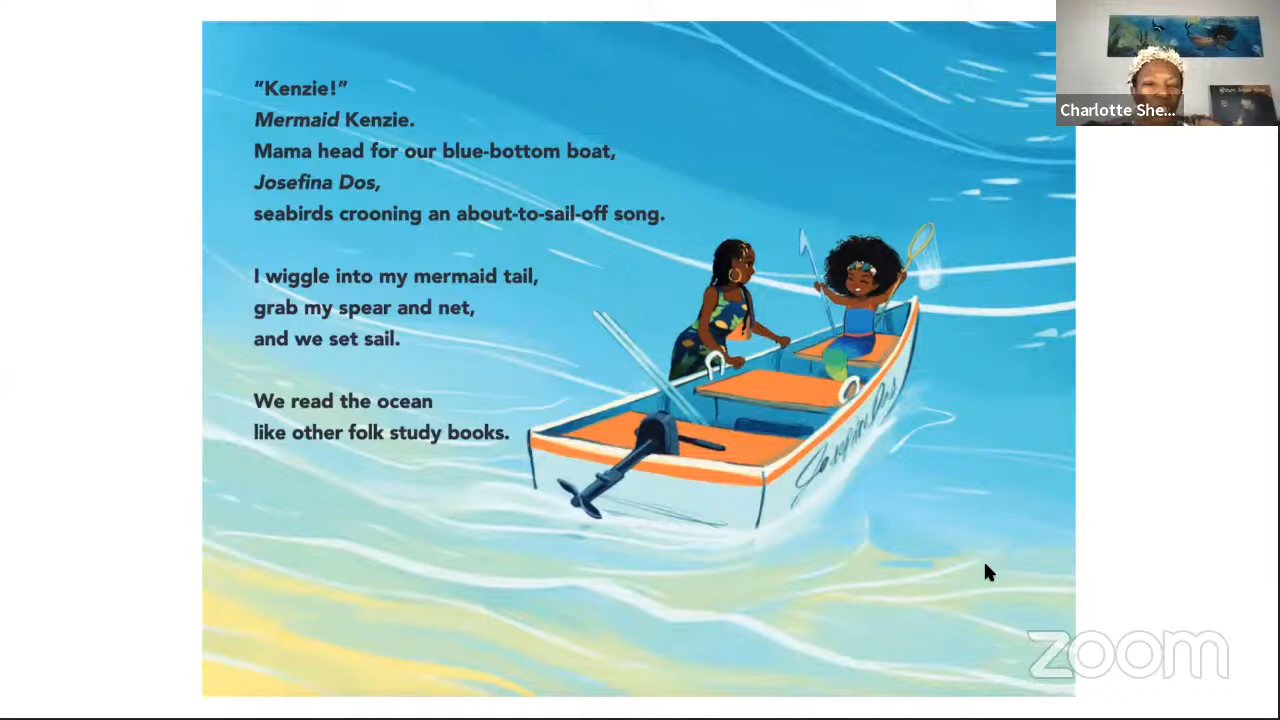 "Kenzie!"
Mermaid Kenzie.
Mama head for our blue-bottom boat,
Josefina Dos,
seabirds crooning an about-to-sail-off song.
I wiggle into my mermaid tail,
grab my spear and net,
and we set sail.
We read the ocean
like other folk study books.
Charlotte She...
zoom